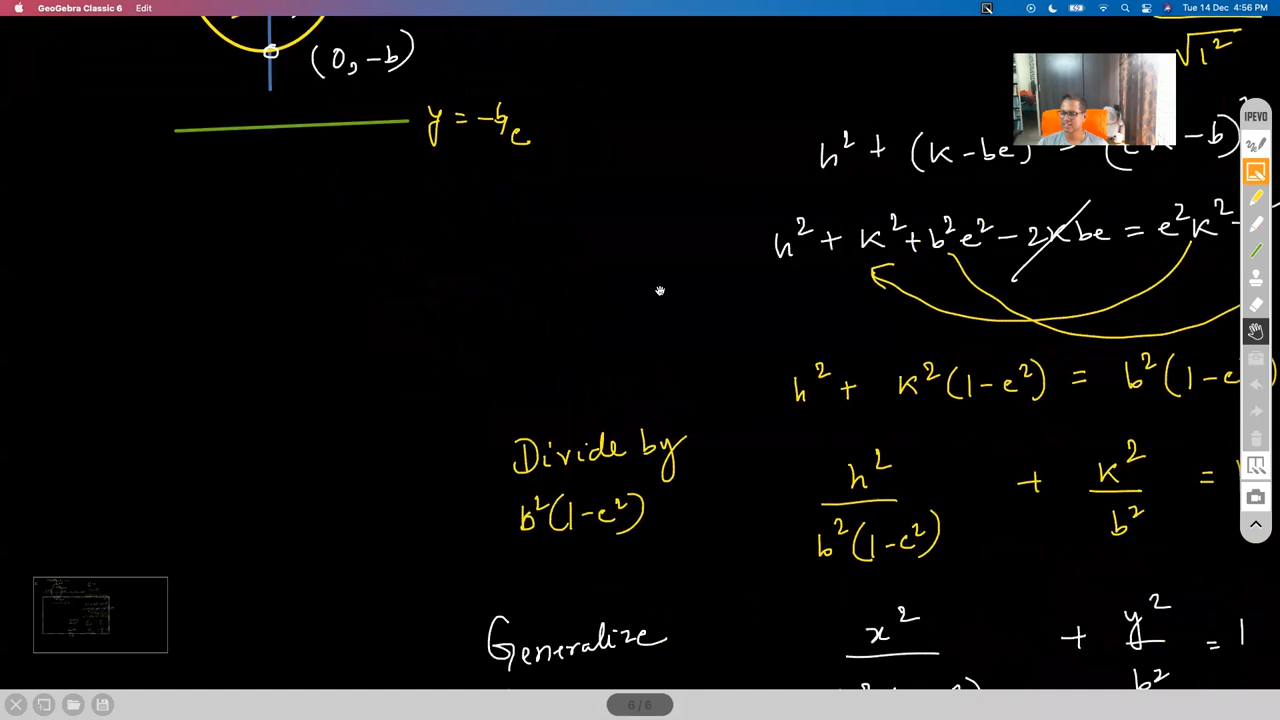 GeoGebra Classic 6 Edit Tue 14 Dec 4:56 PM
(0, -b)
√1²
y = -b/e
IPEVO
h² + (k - be) = (ek - b)
h² + k² + b²e² - 2kbe = e²k²
h² + k²(1-e²) = b²(1-e
Divide by
b²(1-e²)
h²/b²(1-e²) + k²/b² =
Generalize
x² + y²/b² = 1
6 / 6